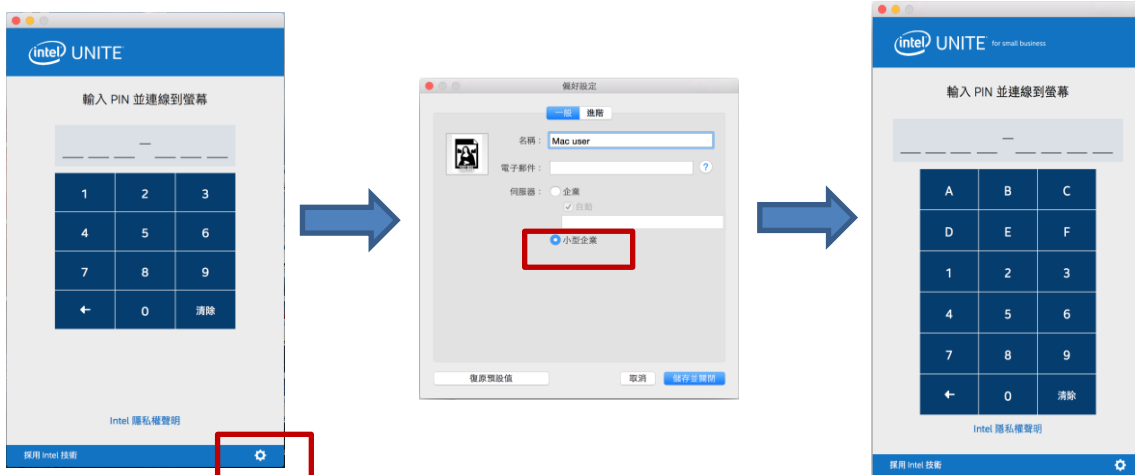 intel UNITE
輸入 PIN 並連線到螢幕
___-___
1 2 3
4 5 6
7 8 9
← 0 清除
Intel 隱私權聲明
採用 Intel 技術
偏好設定
一般 進階
名稱： Mac user
電子郵件： ?
伺服器： 企業
自動
小型企業
復原預設值 取消 儲存並關閉
intel UNITE for small business
輸入 PIN 並連線到螢幕
___-___
A B C
D E F
1 2 3
4 5 6
7 8 9
← 0 清除
Intel 隱私權聲明
採用 Intel 技術